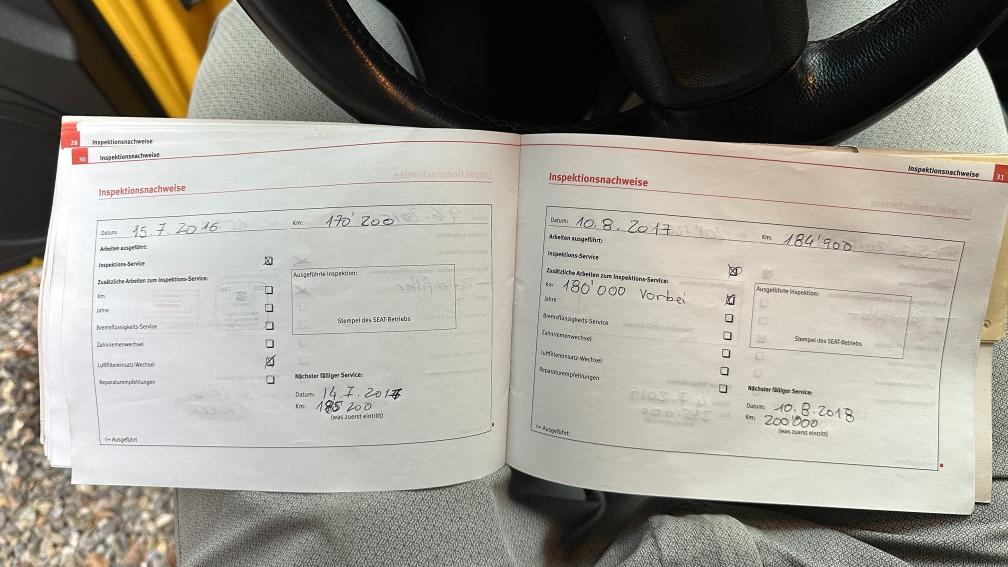 28 Inspektionsnachweise
30 Inspektionsnachweise
Inspektionsnachweise
Datum: 15.7.2016 Km: 170'200
Arbeiten ausgeführt:
Inspektions-Service
Zusätzliche Arbeiten zum Inspektions-Service:
Km
Jahre
Bremsflüssigkeits-Service
Zahnriemenwechsel
Luftfiltereinsatz-Wechsel
Reparaturempfehlungen
Ausgeführte Inspektion:
Stempel des SEAT-Betriebs
Nächster fälliger Service:
Datum: 14.7.2017
Km: 185'200
(was zuerst eintritt)
= Ausgeführt
Inspektionsnachweise 31
Inspektionsnachweise
Datum: 10.8.2017 Km: 184'900
Arbeiten ausgeführt:
Inspektions-Service
Zusätzliche Arbeiten zum Inspektions-Service:
Km 180'000 Vorbei
Jahre
Bremsflüssigkeits-Service
Zahnriemenwechsel
Luftfiltereinsatz-Wechsel
Reparaturempfehlungen
Ausgeführte Inspektion:
Stempel des SEAT-Betriebs
Nächster fälliger Service:
Datum: 10.8.2018
Km: 200'000
(was zuerst eintritt)
= Ausgeführt